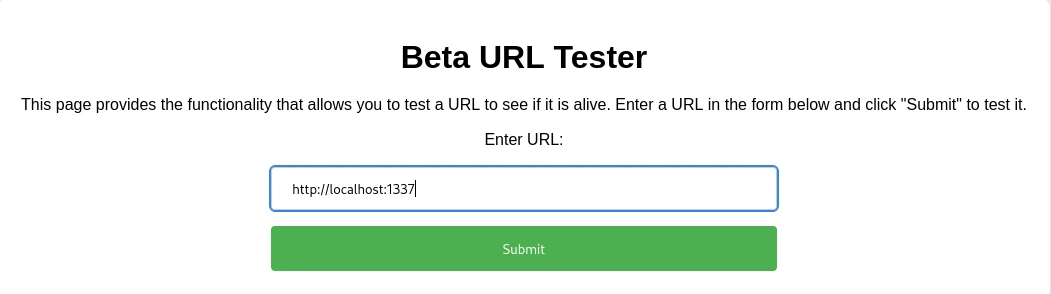 Beta URL Tester
This page provides the functionality that allows you to test a URL to see if it is alive. Enter a URL in the form below and click "Submit" to test it.
Enter URL:
http://localhost:1337
Submit